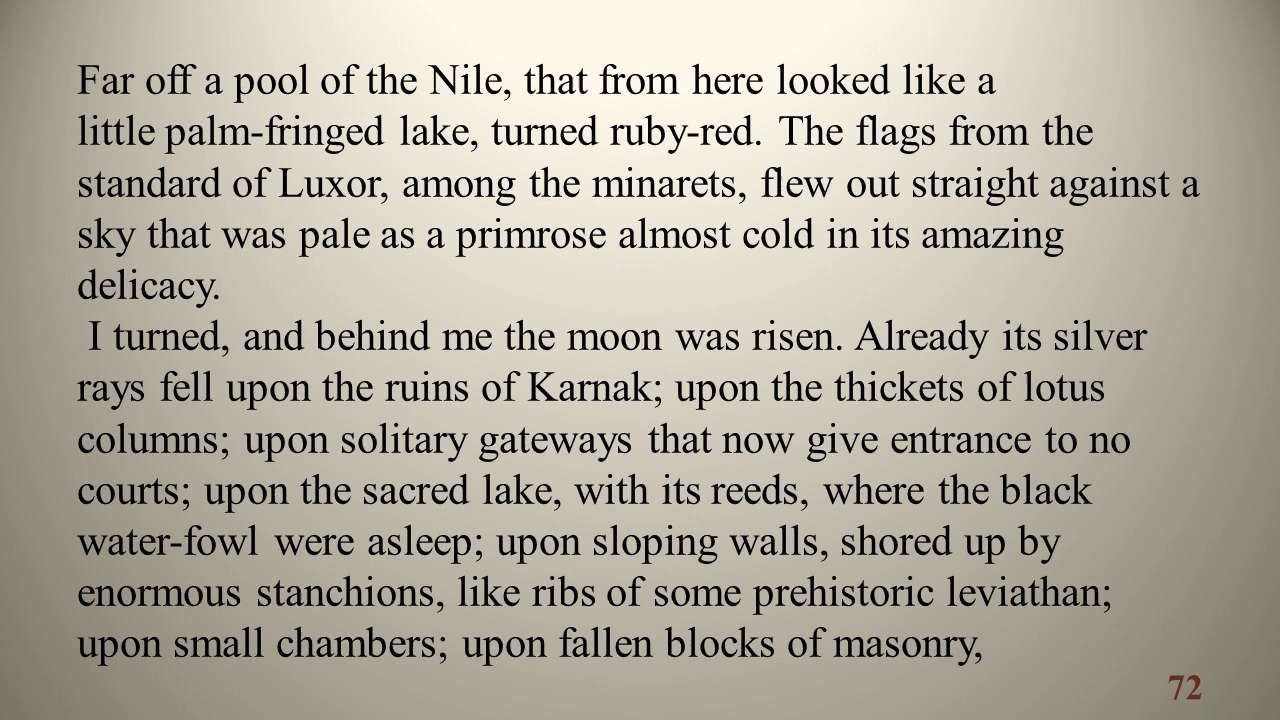 Far off a pool of the Nile, that from here looked like a
little palm-fringed lake, turned ruby-red. The flags from the
standard of Luxor, among the minarets, flew out straight against a
sky that was pale as a primrose almost cold in its amazing
delicacy.
I turned, and behind me the moon was risen. Already its silver
rays fell upon the ruins of Karnak; upon the thickets of lotus
columns; upon solitary gateways that now give entrance to no
courts; upon the sacred lake, with its reeds, where the black
water-fowl were asleep; upon sloping walls, shored up by
enormous stanchions, like ribs of some prehistoric leviathan;
upon small chambers; upon fallen blocks of masonry,
72